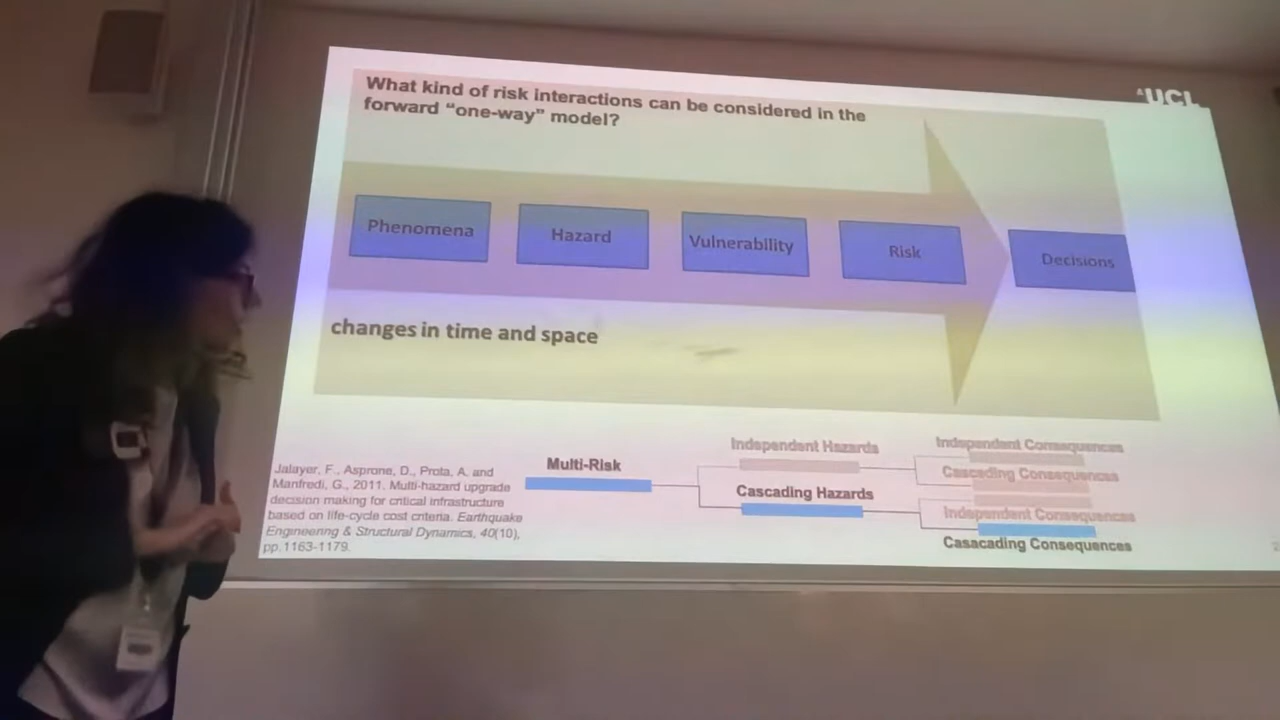 UCL
What kind of risk interactions can be considered in the
forward “one-way” model?
Phenomena
Hazard
Vulnerability
Risk
Decisions
changes in time and space
Jalayer, F., Asprone, D., Prota, A. and
Manfredi, G., 2011. Multi-hazard upgrade
decision making for critical infrastructure
based on life-cycle cost criteria. Earthquake
Engineering & Structural Dynamics, 40(10),
pp.1163-1179.
Multi-Risk
Independent Hazards
Cascading Hazards
Independent Consequences
Cascading Consequences
Independent Consequences
Casacading Consequences